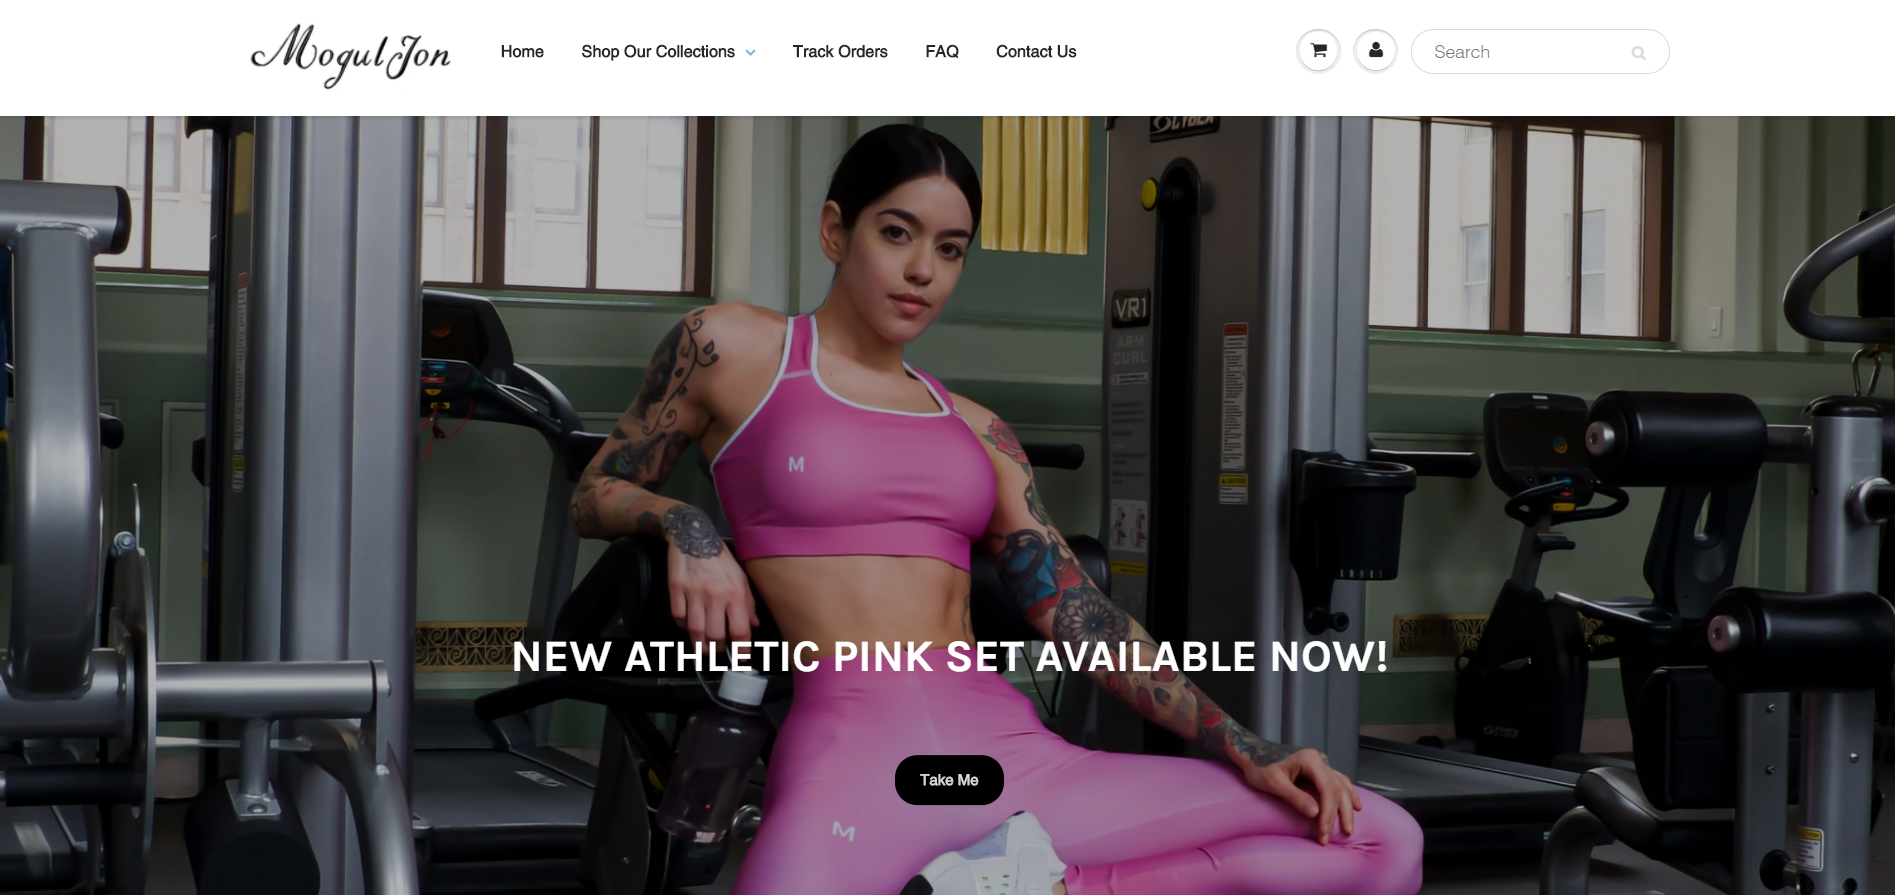 MogulJon
Home
Shop Our Collections
Track Orders
FAQ
Contact Us
Search
CYBEX
VR1
ARM
CURL
M
NEW ATHLETIC PINK SET AVAILABLE NOW!
Take Me
M